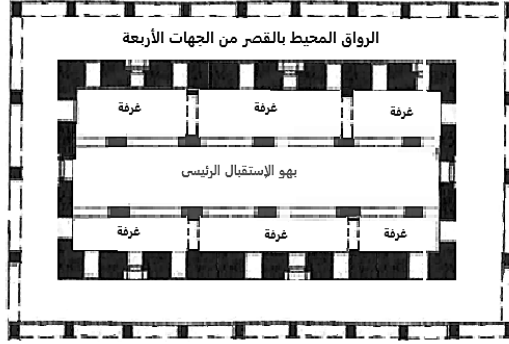 الرواق المحيط بالقصر من الجهات الأربعة
غرفة
غرفة
غرفة
بهو الإستقبال الرئيسى
غرفة
غرفة
غرفة